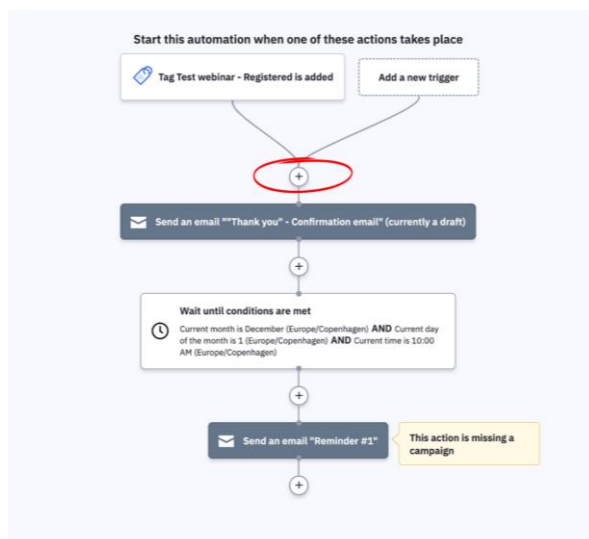 Start this automation when one of these actions takes place
Tag Test webinar - Registered is added
Add a new trigger
Send an email ""Thank you" - Confirmation email" (currently a draft)
Wait until conditions are met
Current month is December (Europe/Copenhagen) AND Current day
of the month is 1 (Europe/Copenhagen) AND Current time is 10:00
AM (Europe/Copenhagen)
Send an email "Reminder #1"
This action is missing a
campaign